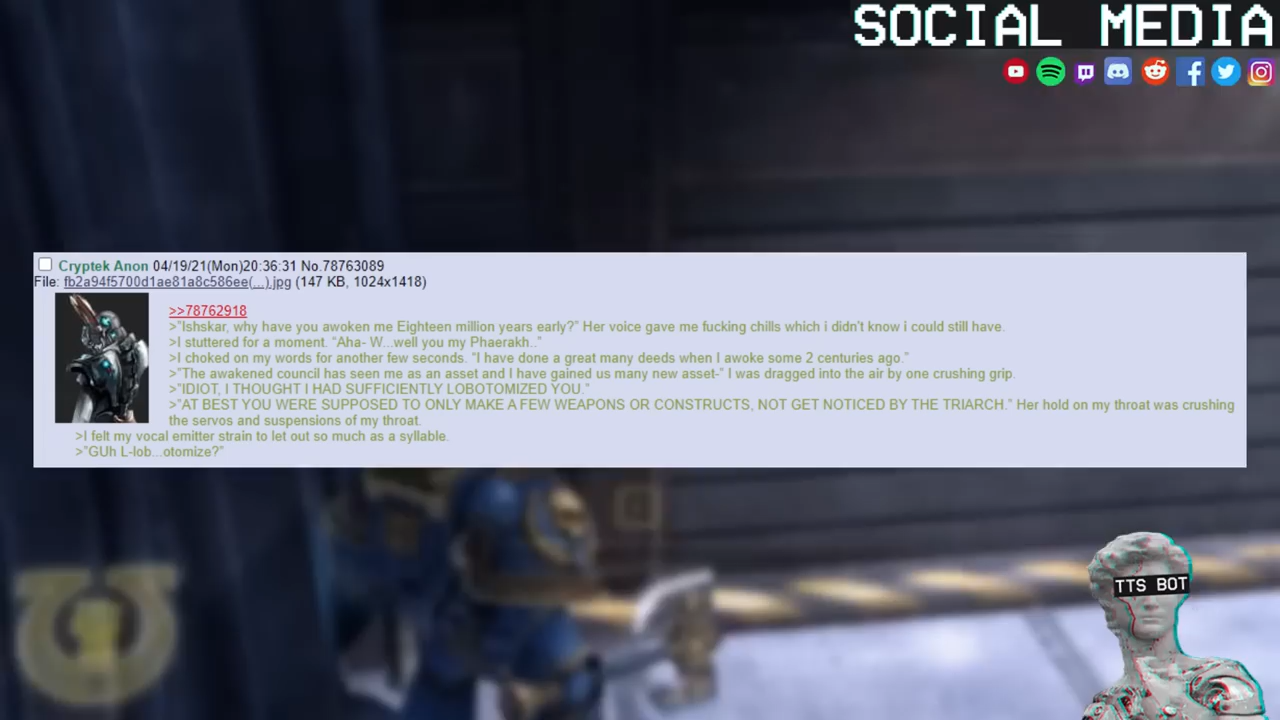 SOCIAL MEDIA
Cryptek Anon 04/19/21(Mon)20:36:31 No.78763089
File: fb2a94f5700d1ae81a8c586ee(...).jpg (147 KB, 1024x1418)
>>78762918
>"Ishskar, why have you awoken me Eighteen million years early?" Her voice gave me fucking chills which i didn't know i could still have.
>I stuttered for a moment. "Aha- W...well you my Phaerakh.."
>I choked on my words for another few seconds. "I have done a great many deeds when I awoke some 2 centuries ago."
>"The awakened council has seen me as an asset and I have gained us many new asset-" I was dragged into the air by one crushing grip.
>"IDIOT, I THOUGHT I HAD SUFFICIENTLY LOBOTOMIZED YOU."
>"AT BEST YOU WERE SUPPOSED TO ONLY MAKE A FEW WEAPONS OR CONSTRUCTS, NOT GET NOTICED BY THE TRIARCH." Her hold on my throat was crushing
the servos and suspensions of my throat.
>I felt my vocal emitter strain to let out so much as a syllable.
>"GUh L-lob...otomize?"
TTS BOT